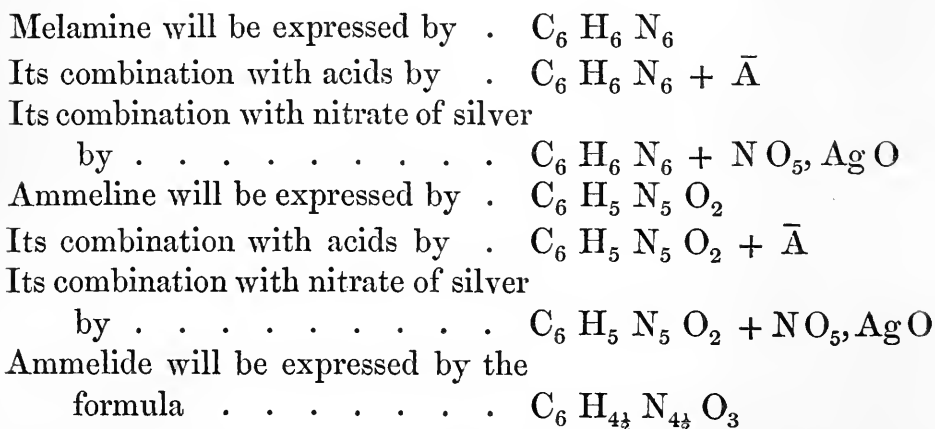 Melamine will be expressed by . C₆ H₆ N₆
Its combination with acids by . C₆ H₆ N₆ + Ā
Its combination with nitrate of silver
by . . . . . . . . . C₆ H₆ N₆ + N O₅, Ag O
Ammeline will be expressed by . C₆ H₅ N₅ O₂
Its combination with acids by . C₆ H₅ N₅ O₂ + Ā
Its combination with nitrate of silver
by . . . . . . . . . C₆ H₅ N₅ O₂ + NO₅, AgO
Ammelide will be expressed by the
formula . . . . . . . C₆ H₄½ N₄½ O₃